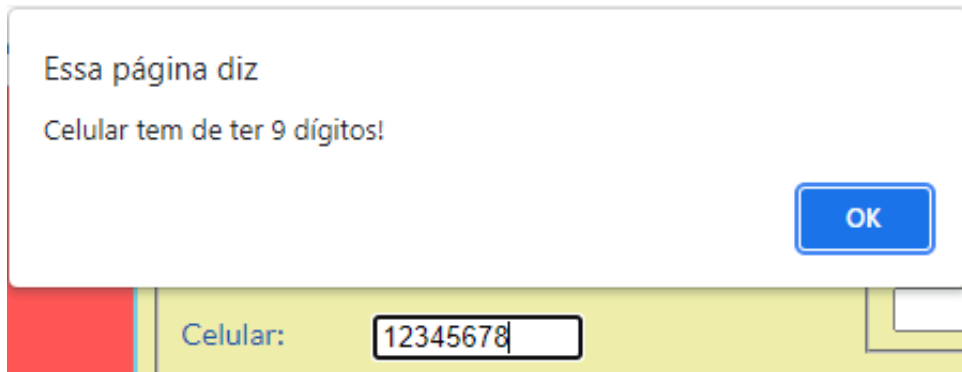 Essa página diz
Celular tem de ter 9 dígitos!
OK
Celular: 12345678